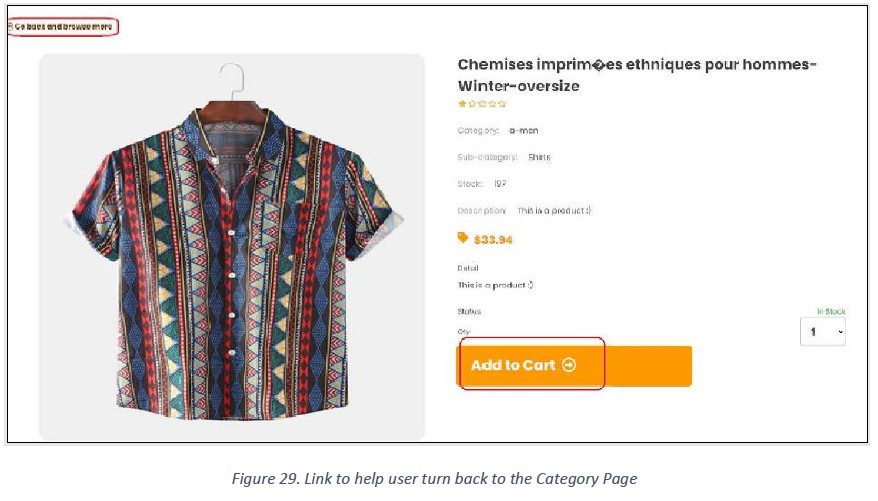 Go back and browse more
Chemises imprim�es ethniques pour hommes-
Winter-oversize
Category: a-man
Sub-category: Shirts
Stock: 197
Description: This is a product :)
$33.94
Detail
This is a product :)
Status In Stock
Qty 1
Add to Cart
Figure 29. Link to help user turn back to the Category Page